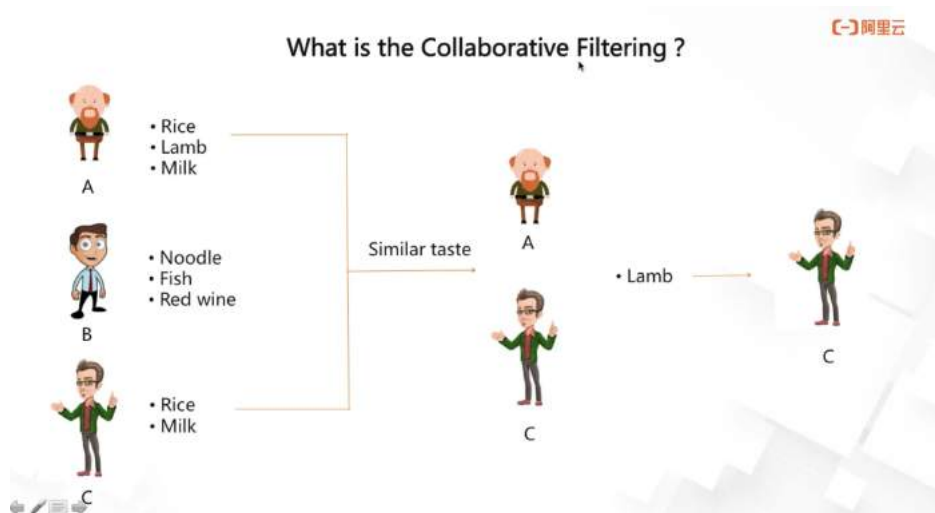 阿里云
What is the Collaborative Filtering ?
• Rice
• Lamb
• Milk
A
• Noodle
• Fish
• Red wine
B
• Rice
• Milk
C
Similar taste
A
C
• Lamb
C